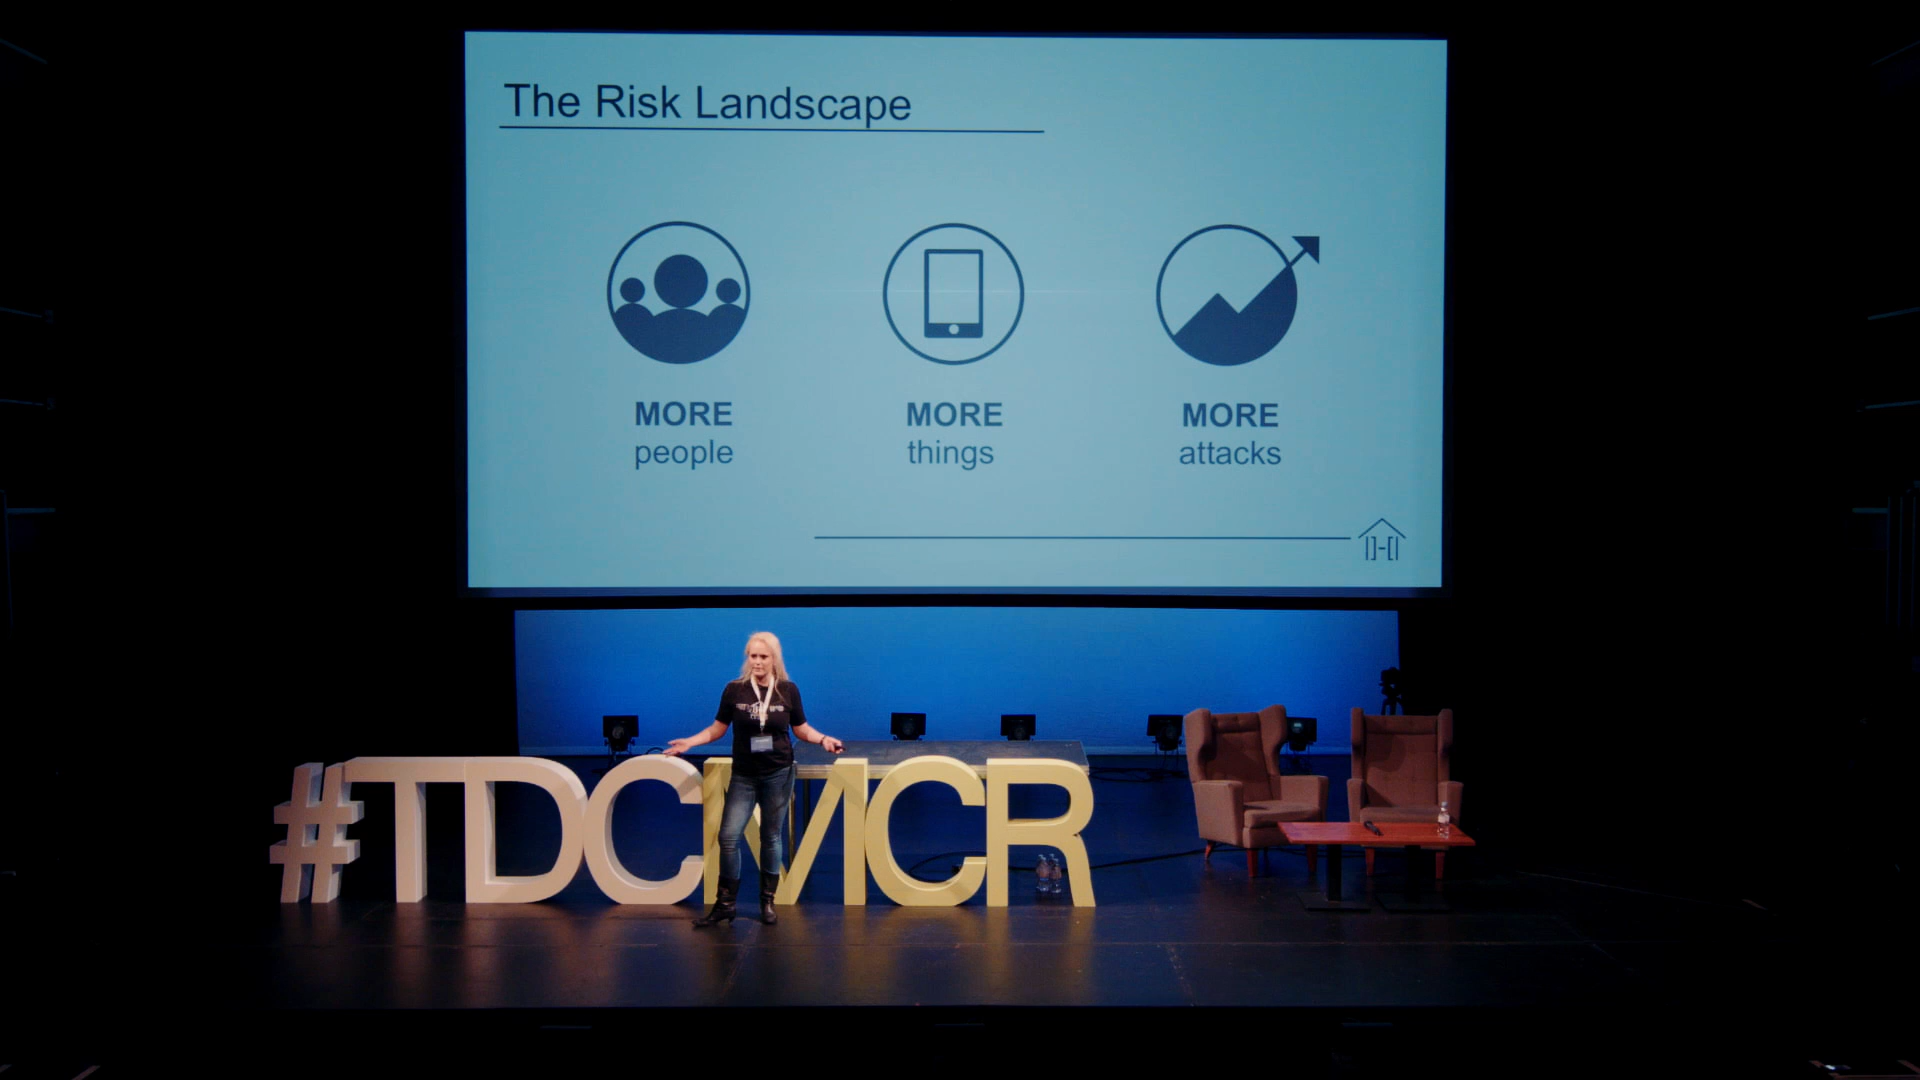 The Risk Landscape
MORE
people
MORE
things
MORE
attacks
#TDCMCR